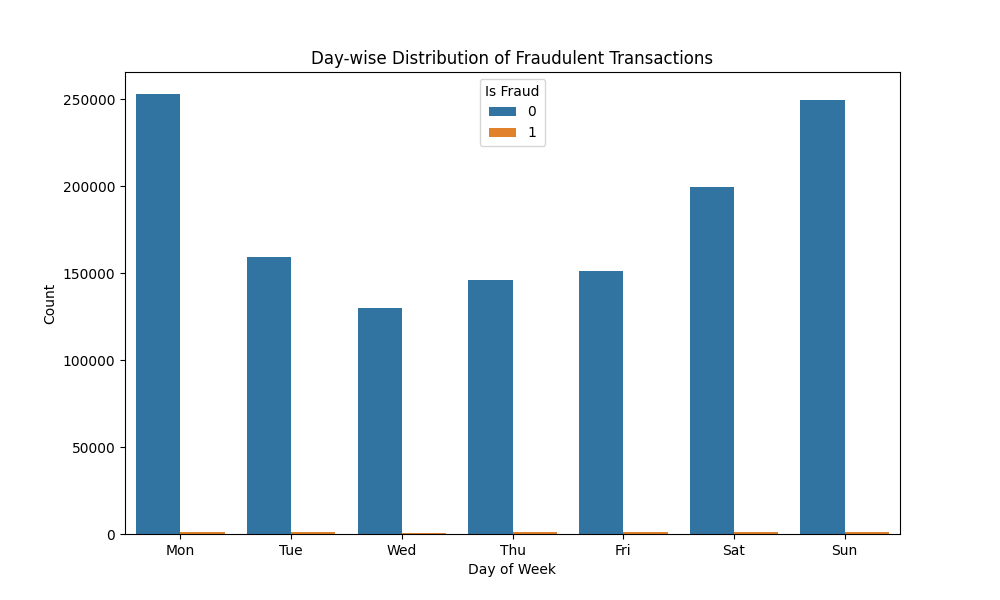 Day-wise Distribution of Fraudulent Transactions
Is Fraud
0
1
250000
200000
150000
100000
50000
0
Count
Mon Tue Wed Thu Fri Sat Sun
Day of Week